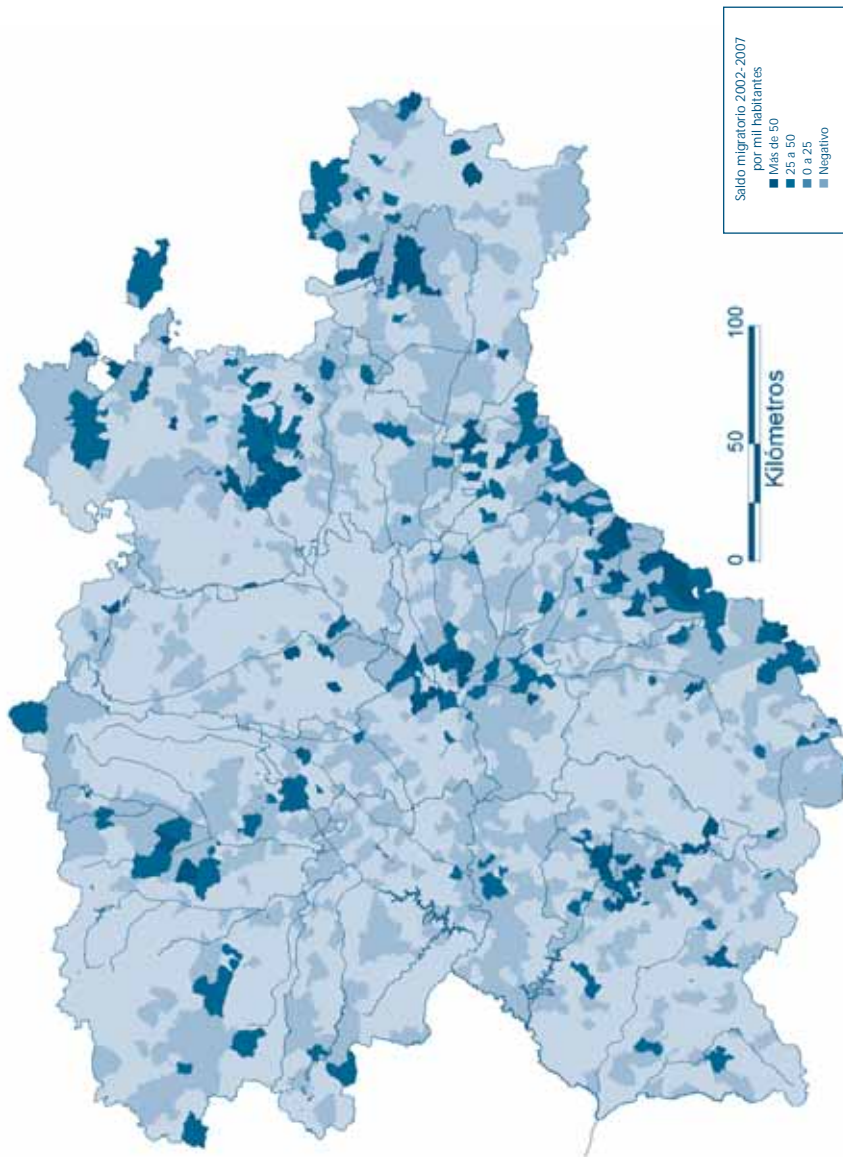 Saldo migratorio 2002-2007
por mil habitantes
Más de 50
25 a 50
0 a 25
Negativo
0 50 100
Kilómetros